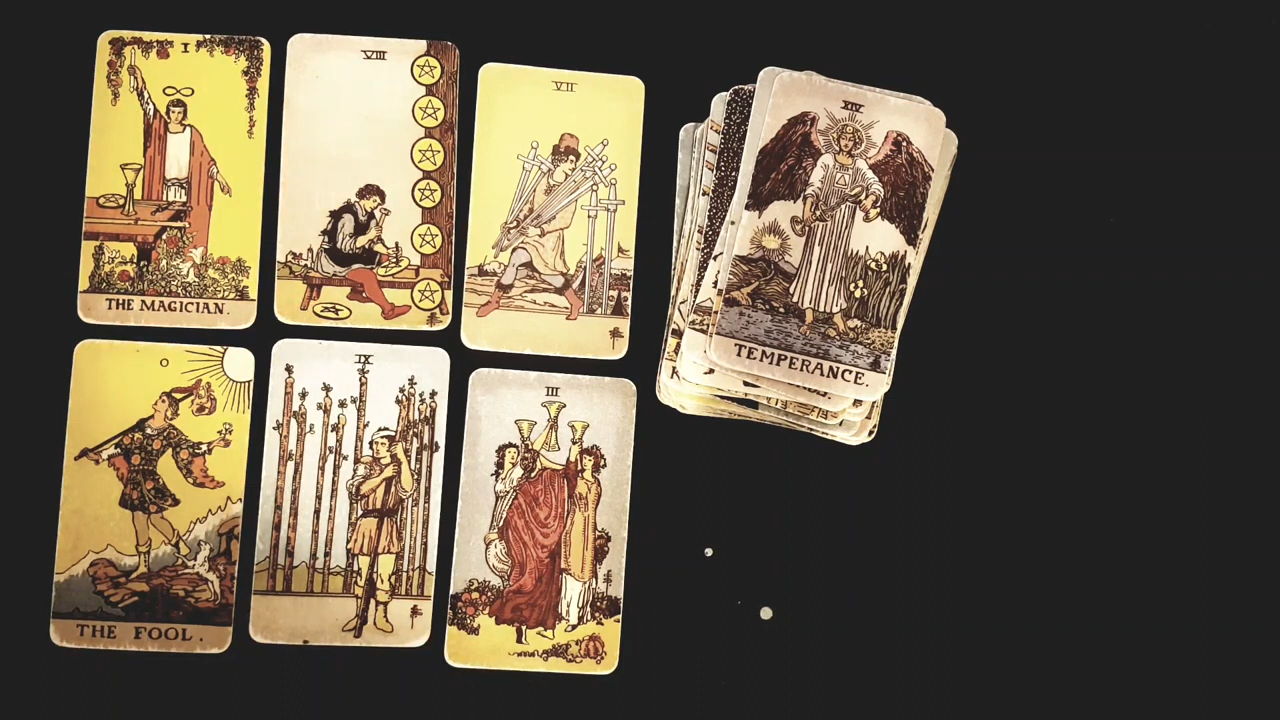 I
THE MAGICIAN.
VIII
VII
XIV
TEMPERANCE.
0
THE FOOL.
IX
III